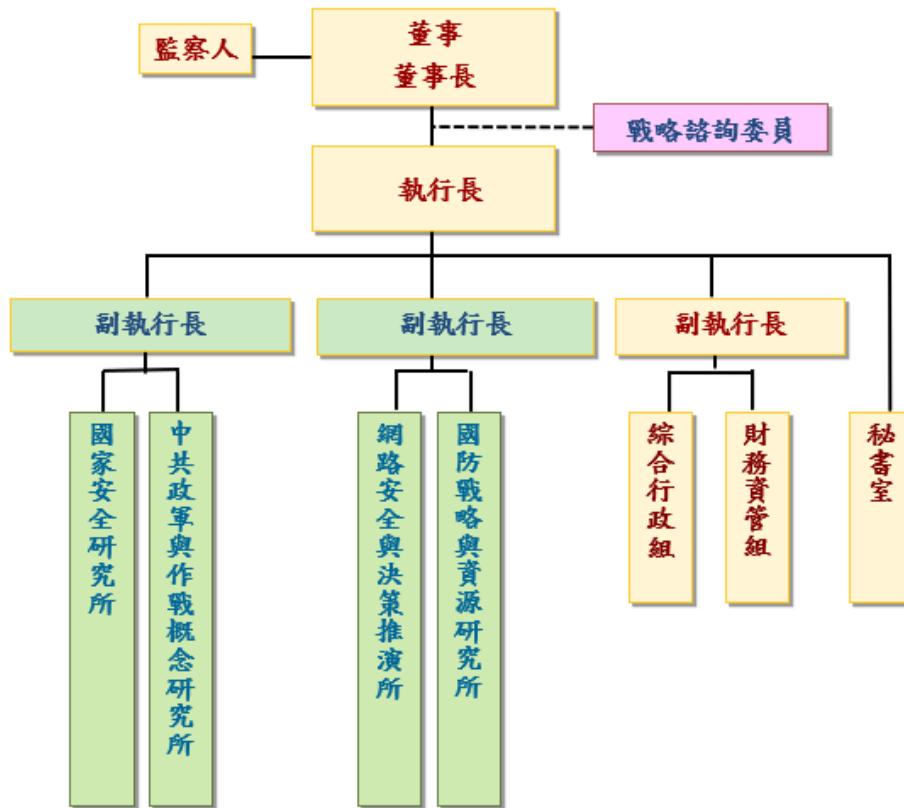 董事
董事長
監察人
戰略諮詢委員
執行長
副執行長
副執行長
副執行長
國家安全研究所
中共政軍與作戰概念研究所
網路安全與決策推演所
國防戰略與資源研究所
綜合行政組
財務資管組
秘書室